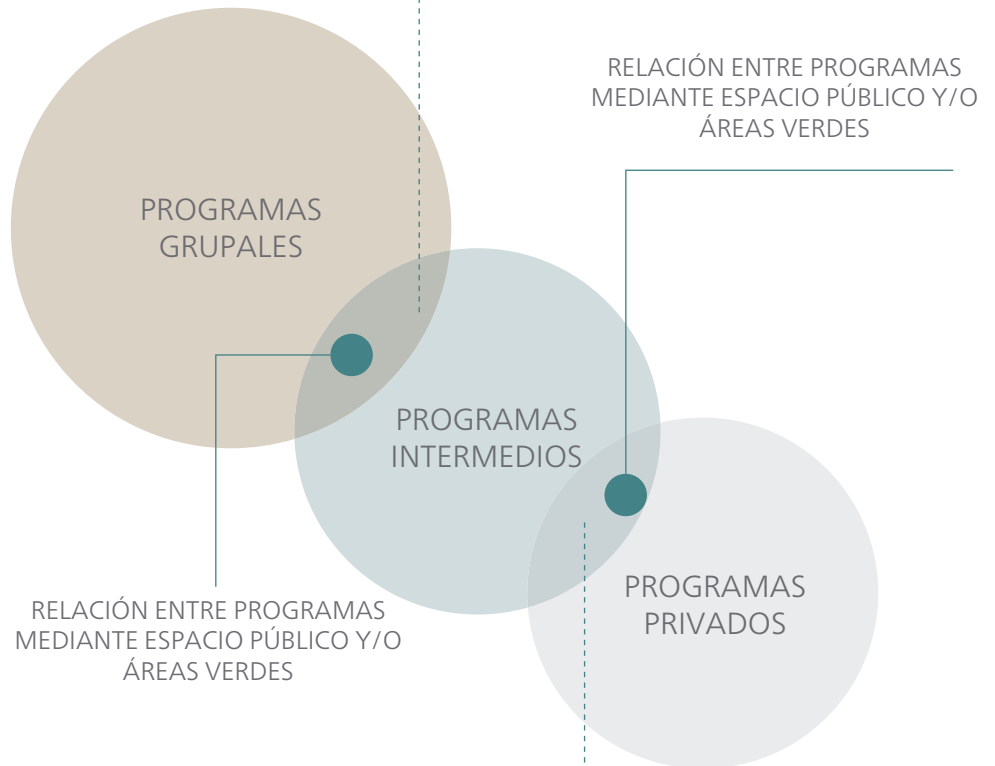 RELACIÓN ENTRE PROGRAMAS
MEDIANTE ESPACIO PÚBLICO Y/O
ÁREAS VERDES
PROGRAMAS
GRUPALES
PROGRAMAS
INTERMEDIOS
PROGRAMAS
PRIVADOS
RELACIÓN ENTRE PROGRAMAS
MEDIANTE ESPACIO PÚBLICO Y/O
ÁREAS VERDES